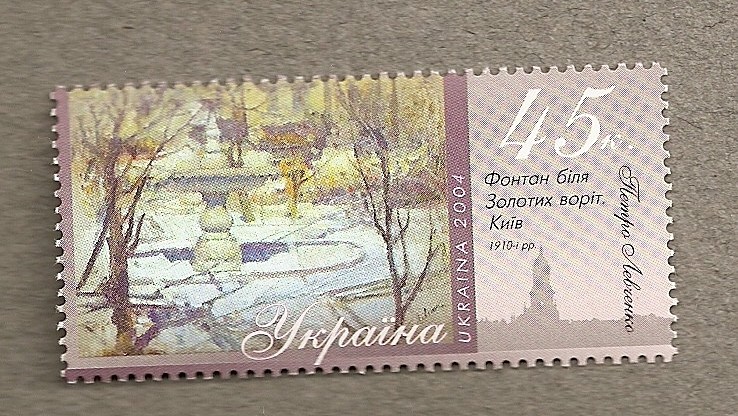 Україна
UKRAINA 2004
45к.
Фонтан біля
Золотих воріт.
Київ
1910-і рр.
Петро Левченко